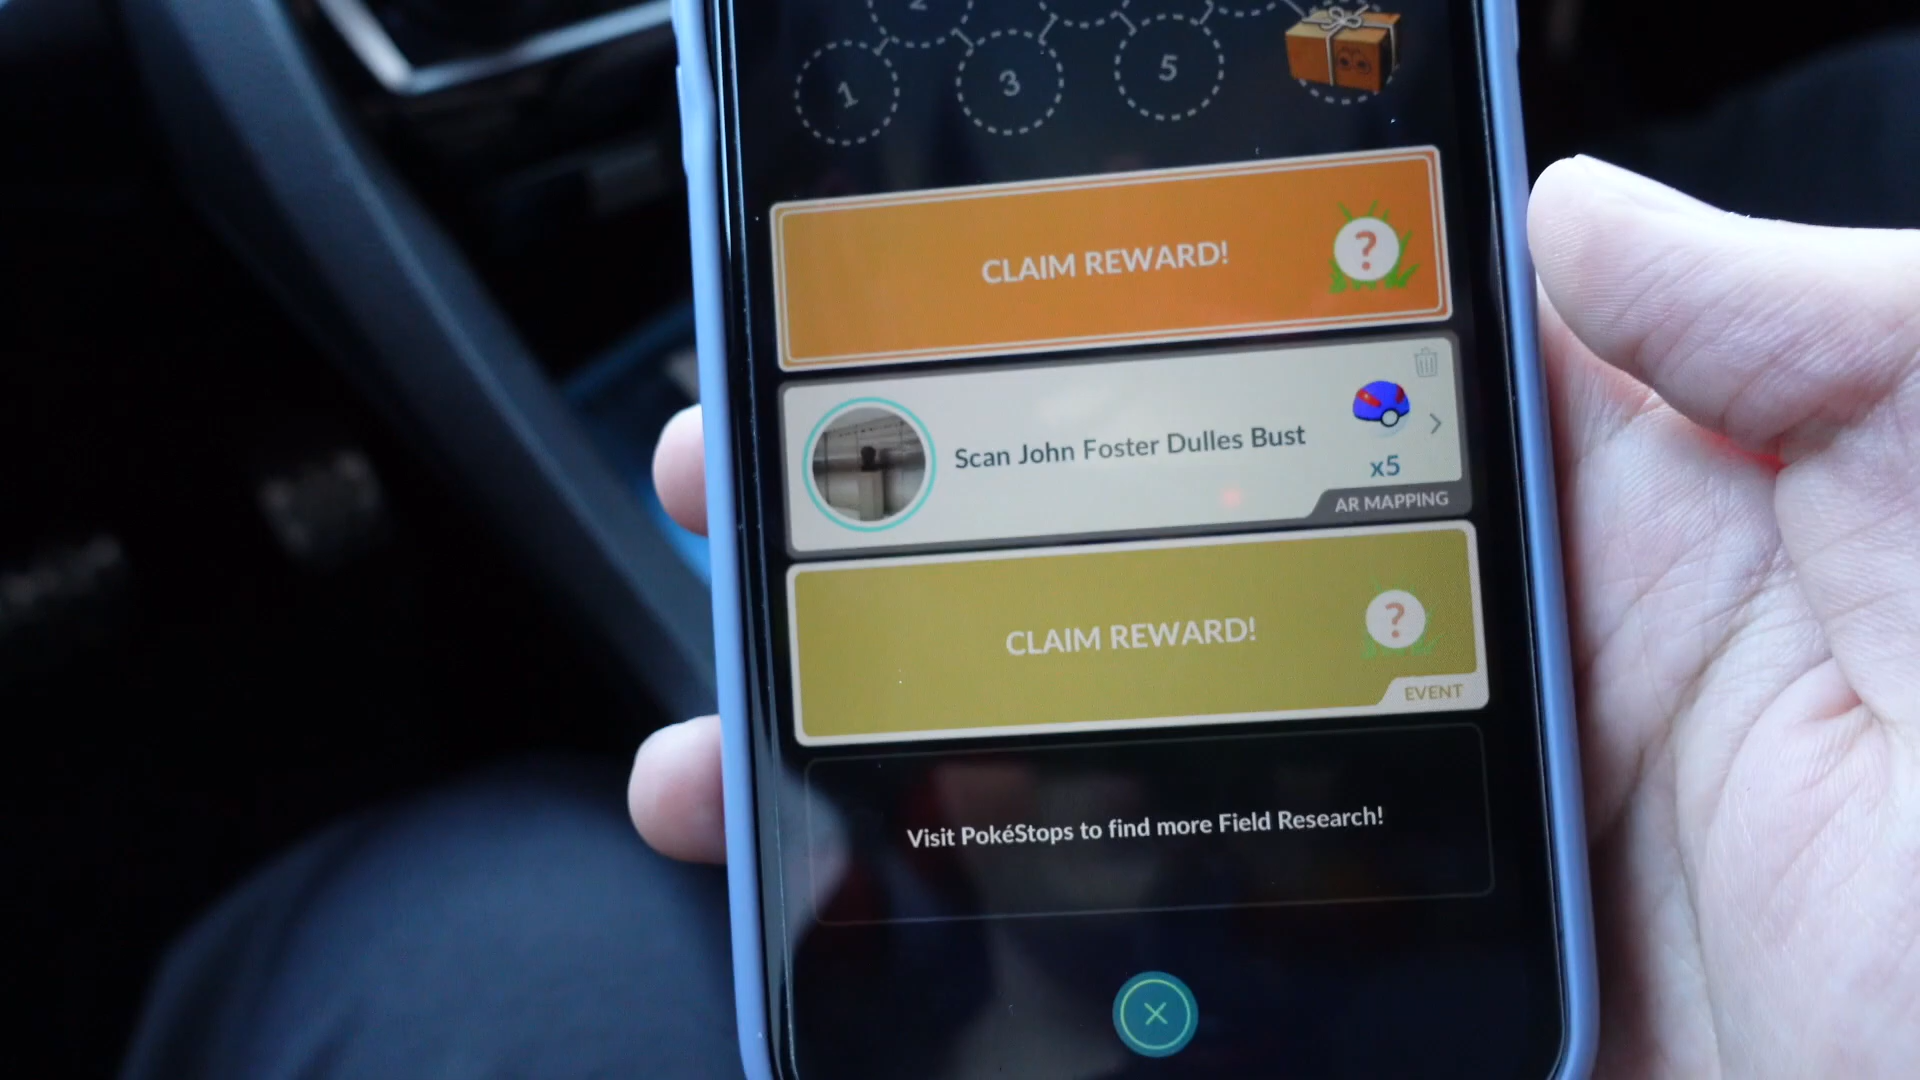 2
1
3
5
CLAIM REWARD!
?
Scan John Foster Dulles Bust
x5
AR MAPPING
CLAIM REWARD!
?
EVENT
Visit PokéStops to find more Field Research!